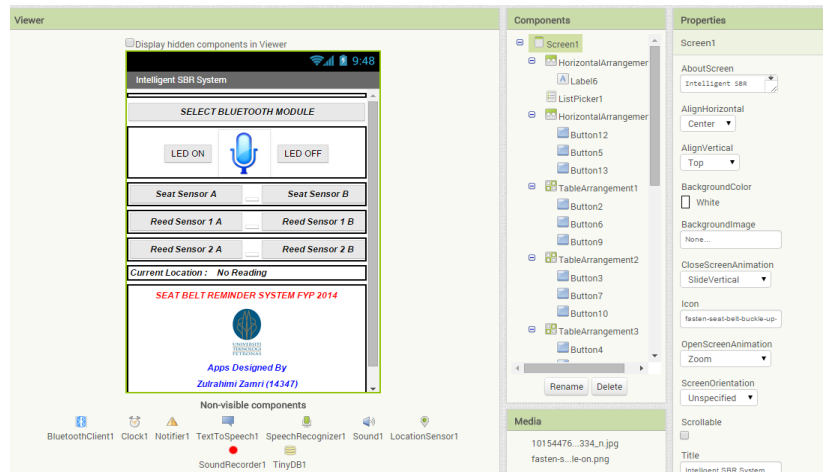 Viewer
Display hidden components in Viewer
9:48
Intelligent SBR System
SELECT BLUETOOTH MODULE
LED ON
LED OFF
Seat Sensor A
Seat Sensor B
Reed Sensor 1 A
Reed Sensor 1 B
Reed Sensor 2 A
Reed Sensor 2 B
Current Location : No Reading
SEAT BELT REMINDER SYSTEM FYP 2014
UNIVERSITI
TEKNOLOGI
PETRONAS
Apps Designed By
Zulrahimi Zamri (14347)
Non-visible components
BluetoothClient1 Clock1 Notifier1 TextToSpeech1 SpeechRecognizer1 Sound1 LocationSensor1
SoundRecorder1 TinyDB1
Components
Screen1
HorizontalArrangemer
A Label6
ListPicker1
HorizontalArrangemer
Button12
Button5
Button13
TableArrangement1
Button2
Button6
Button9
TableArrangement2
Button3
Button7
Button10
TableArrangement3
Button4
Rename Delete
Media
10154476...334_n.jpg
fasten-s...le-on.png
Properties
Screen1
AboutScreen
Intelligent SBR
AlignHorizontal
Center
AlignVertical
Top
BackgroundColor
White
BackgroundImage
None...
CloseScreenAnimation
SlideVertical
Icon
fasten-seat-belt-buckle-up-
OpenScreenAnimation
Zoom
ScreenOrientation
Unspecified
Scrollable
Title
Intelligent SBR System